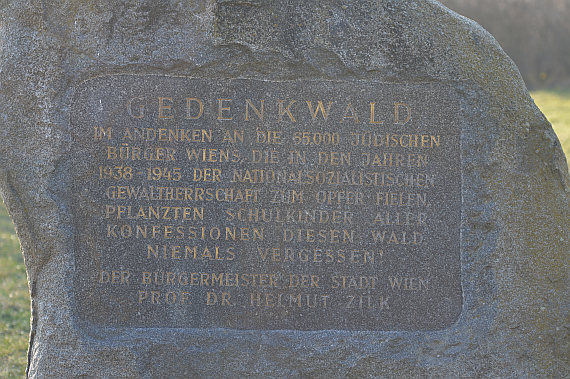 GEDENKWALD
IM ANDENKEN AN DIE 65000 JÜDISCHEN
BÜRGER WIENS, DIE IN DEN JAHREN
1938-1945 DER NATIONALSOZIALISTISCHEN
GEWALTHERRSCHAFT ZUM OPFER FIELEN,
PFLANZTEN SCHULKINDER ALLER
KONFESSIONEN DIESEN WALD.
NIEMALS VERGESSEN!
DER BÜRGERMEISTER DER STADT WIEN
PROF. DR. HELMUT ZILK